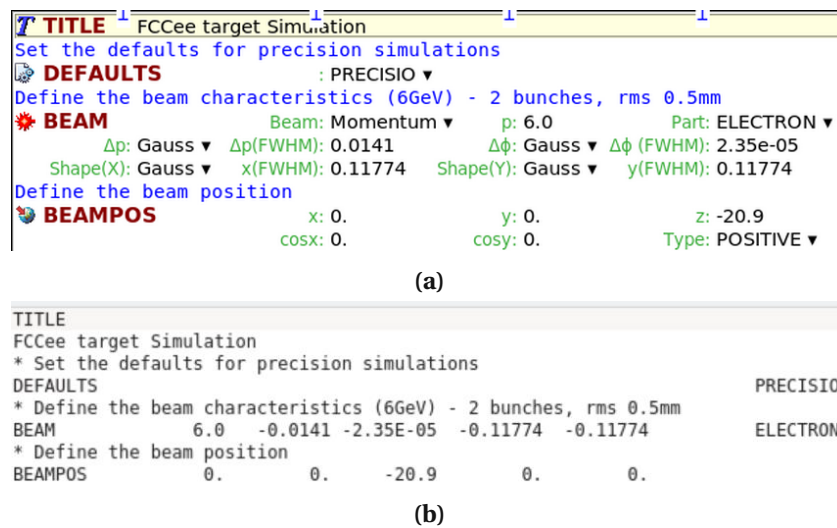 TITLE FCCee target Simulation
Set the defaults for precision simulations
DEFAULTS : PRECISIO ▼
Define the beam characteristics (6GeV) - 2 bunches, rms 0.5mm
BEAM Beam: Momentum ▼ p: 6.0 Part: ELECTRON ▼
Δp: Gauss ▼ Δp(FWHM): 0.0141 Δϕ: Gauss ▼ Δϕ (FWHM): 2.35e-05
Shape(X): Gauss ▼ x(FWHM): 0.11774 Shape(Y): Gauss ▼ y(FWHM): 0.11774
Define the beam position
BEAMPOS x: 0. y: 0. z: -20.9
cosx: 0. cosy: 0. Type: POSITIVE ▼
(a)
TITLE
FCCee target Simulation
* Set the defaults for precision simulations
DEFAULTS PRECISIO
* Define the beam characteristics (6GeV) - 2 bunches, rms 0.5mm
BEAM 6.0 -0.0141 -2.35E-05 -0.11774 -0.11774 ELECTRON
* Define the beam position
BEAMPOS 0. 0. -20.9 0. 0.
(b)